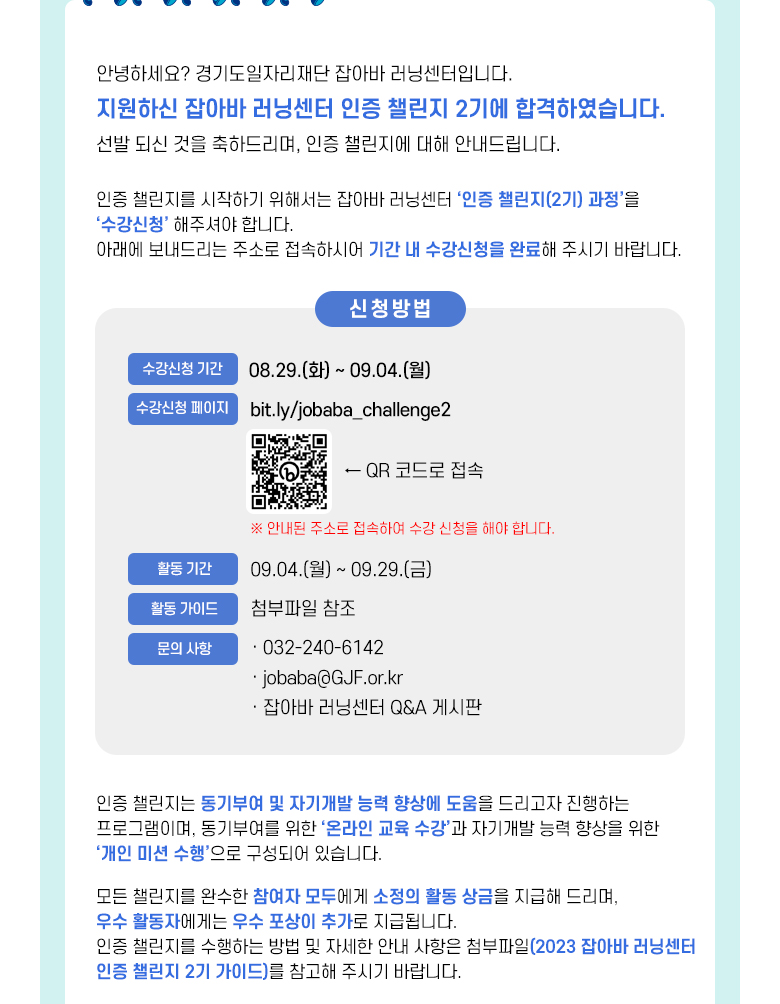 안녕하세요? 경기도일자리재단 잡아바 러닝센터입니다.
지원하신 잡아바 러닝센터 인증 챌린지 2기에 합격하였습니다.
선발 되신 것을 축하드리며, 인증 챌린지에 대해 안내드립니다.
인증 챌린지를 시작하기 위해서는 잡아바 러닝센터 ‘인증 챌린지(2기) 과정’을
‘수강신청’ 해주셔야 합니다.
아래에 보내드리는 주소로 접속하시어 기간 내 수강신청을 완료해 주시기 바랍니다.
신청방법
수강신청 기간 08.29.(화) ~ 09.04.(월)
수강신청 페이지 bit.ly/jobaba_challenge2
← QR 코드로 접속
※ 안내된 주소로 접속하여 수강 신청을 해야 합니다.
활동 기간 09.04.(월) ~ 09.29.(금)
활동 가이드 첨부파일 참조
문의 사항 · 032-240-6142
· jobaba@GJF.or.kr
· 잡아바 러닝센터 Q&A 게시판
인증 챌린지는 동기부여 및 자기개발 능력 향상에 도움을 드리고자 진행하는
프로그램이며, 동기부여를 위한 ‘온라인 교육 수강’과 자기개발 능력 향상을 위한
‘개인 미션 수행’으로 구성되어 있습니다.
모든 챌린지를 완수한 참여자 모두에게 소정의 활동 상금을 지급해 드리며,
우수 활동자에게는 우수 포상이 추가로 지급됩니다.
인증 챌린지를 수행하는 방법 및 자세한 안내 사항은 첨부파일(2023 잡아바 러닝센터
인증 챌린지 2기 가이드)를 참고해 주시기 바랍니다.